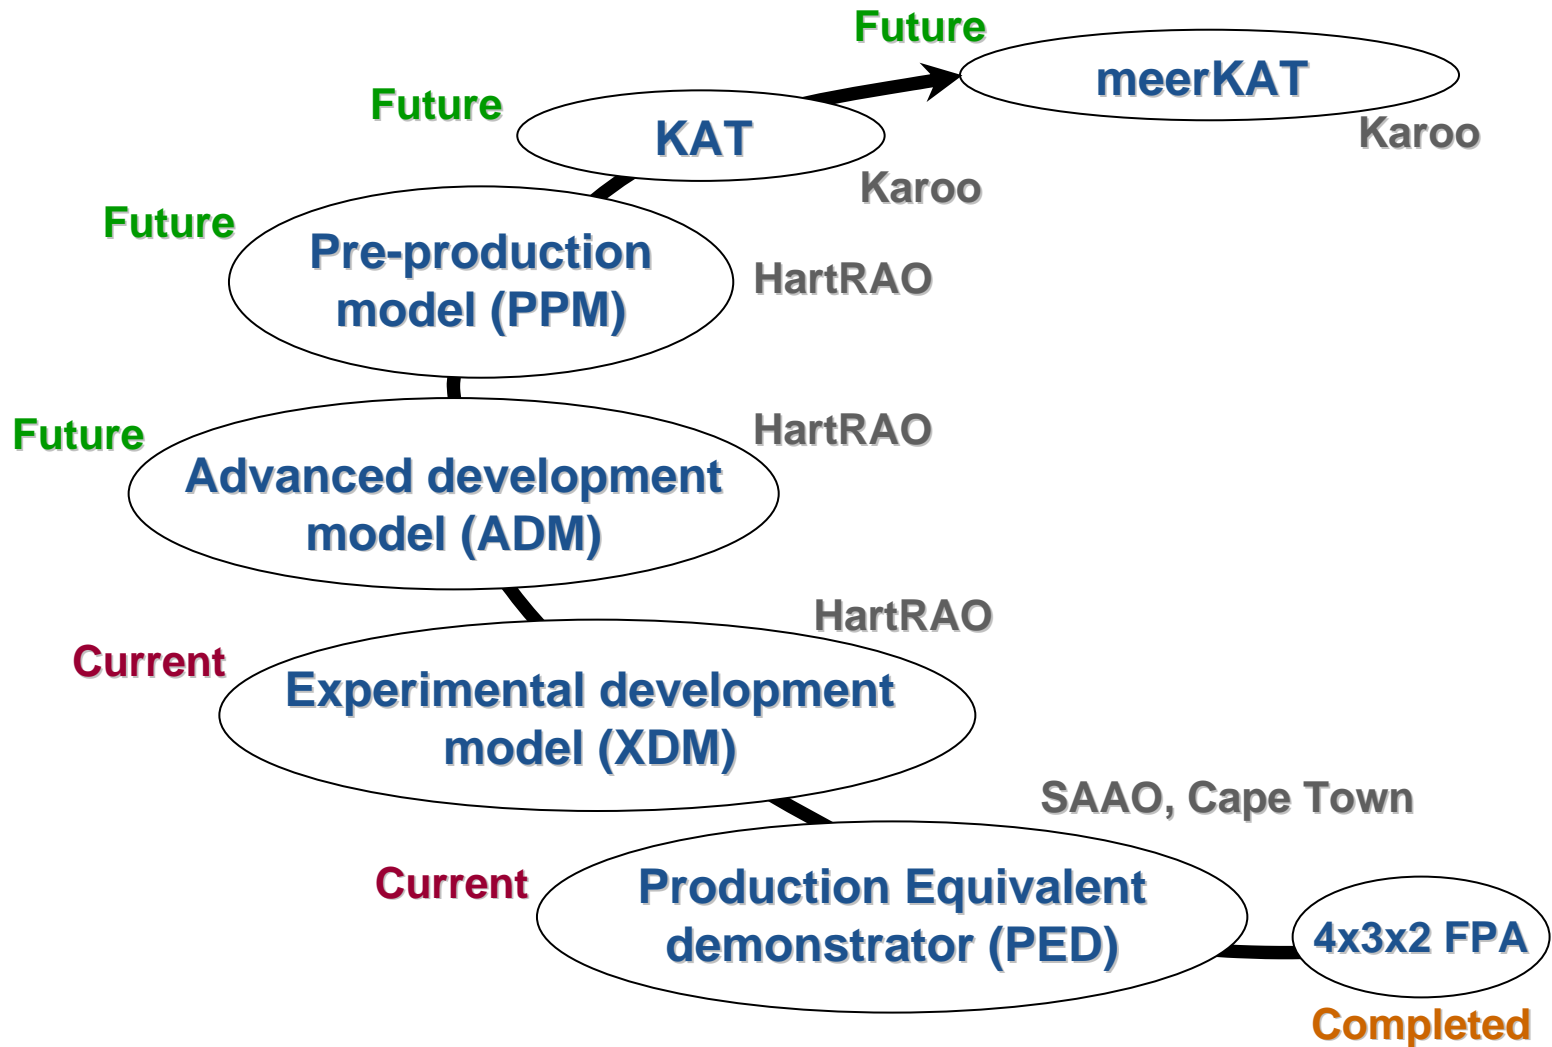 Future
meerKAT
Karoo
Future
KAT
Karoo
Future
Pre-production
model (PPM)
HartRAO
Future
Advanced development
model (ADM)
HartRAO
Current
Experimental development
model (XDM)
HartRAO
Current
Production Equivalent
demonstrator (PED)
SAAO, Cape Town
4x3x2 FPA
Completed